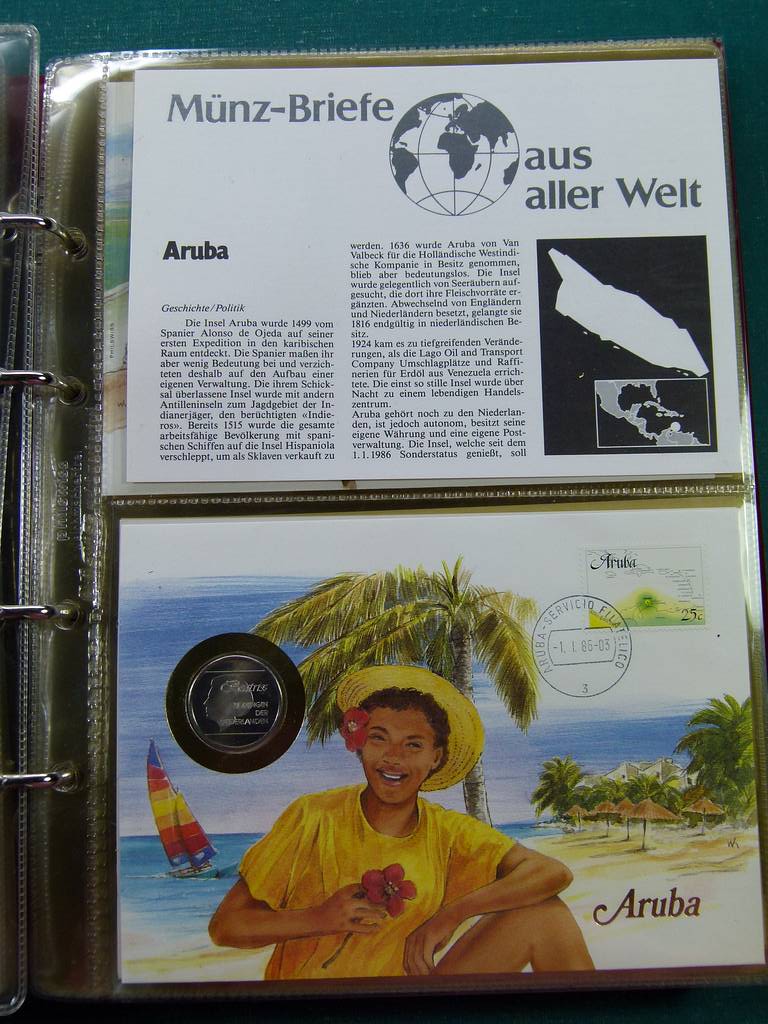 Münz-Briefe
aus
aller Welt
Aruba
Geschichte/Politik
Die Insel Aruba wurde 1499 vom
Spanier Alonso de Ojeda auf seiner
ersten Expedition in den karibischen
Raum entdeckt. Die Spanier maßen ihr
aber wenig Bedeutung bei und verzich-
teten deshalb auf den Aufbau einer
eigenen Verwaltung. Die ihrem Schick-
sal überlassene Insel wurde mit andern
Antilleninseln zum Jagdgebiet der In-
dianerjäger, den berüchtigten «Indie-
ros». Bereits 1515 wurde die gesamte
arbeitsfähige Bevölkerung mit spani-
schen Schiffen auf die Insel Hispaniola
verschleppt, um als Sklaven verkauft zu
werden. 1636 wurde Aruba von Van
Valbeck für die Holländische Westindi-
sche Kompanie in Besitz genommen,
blieb aber bedeutungslos. Die Insel
wurde gelegentlich von Seeräubern auf-
gesucht, die dort ihre Fleischvorräte er-
gänzten. Abwechselnd von Engländern
und Niederländern besetzt, gelangte sie
1816 endgültig in niederländischen Be-
sitz.
1924 kam es zu tiefgreifenden Verände-
rungen, als die Lago Oil and Transport
Company Umschlagplätze und Raffi-
nerien für Erdöl aus Venezuela errich-
tete. Die einst so stille Insel wurde über
Nacht zu einem lebendigen Handels-
zentrum.
Aruba gehört noch zu den Niederlan-
den, ist jedoch autonom, besitzt seine
eigene Währung und eine eigene Post-
verwaltung. Die Insel, welche seit dem
1.1.1986 Sonderstatus genießt, soll
Aruba
25c
ARUBA-SERVICIO FILATELICO
-1. I. 86-03
3
Beatrix
KONINGIN
DER
NEDERLANDEN
Aruba